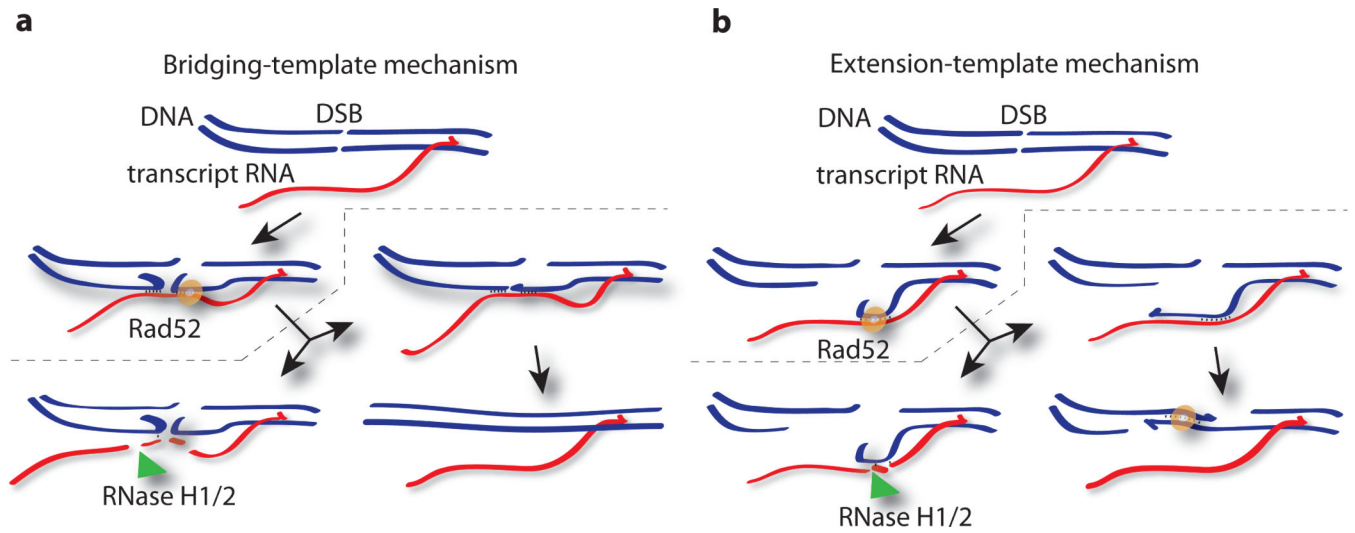 a
Bridging-template mechanism
DNA
DSB
transcript RNA
Rad52
RNase H1/2
b
Extension-template mechanism
DNA
DSB
transcript RNA
Rad52
RNase H1/2